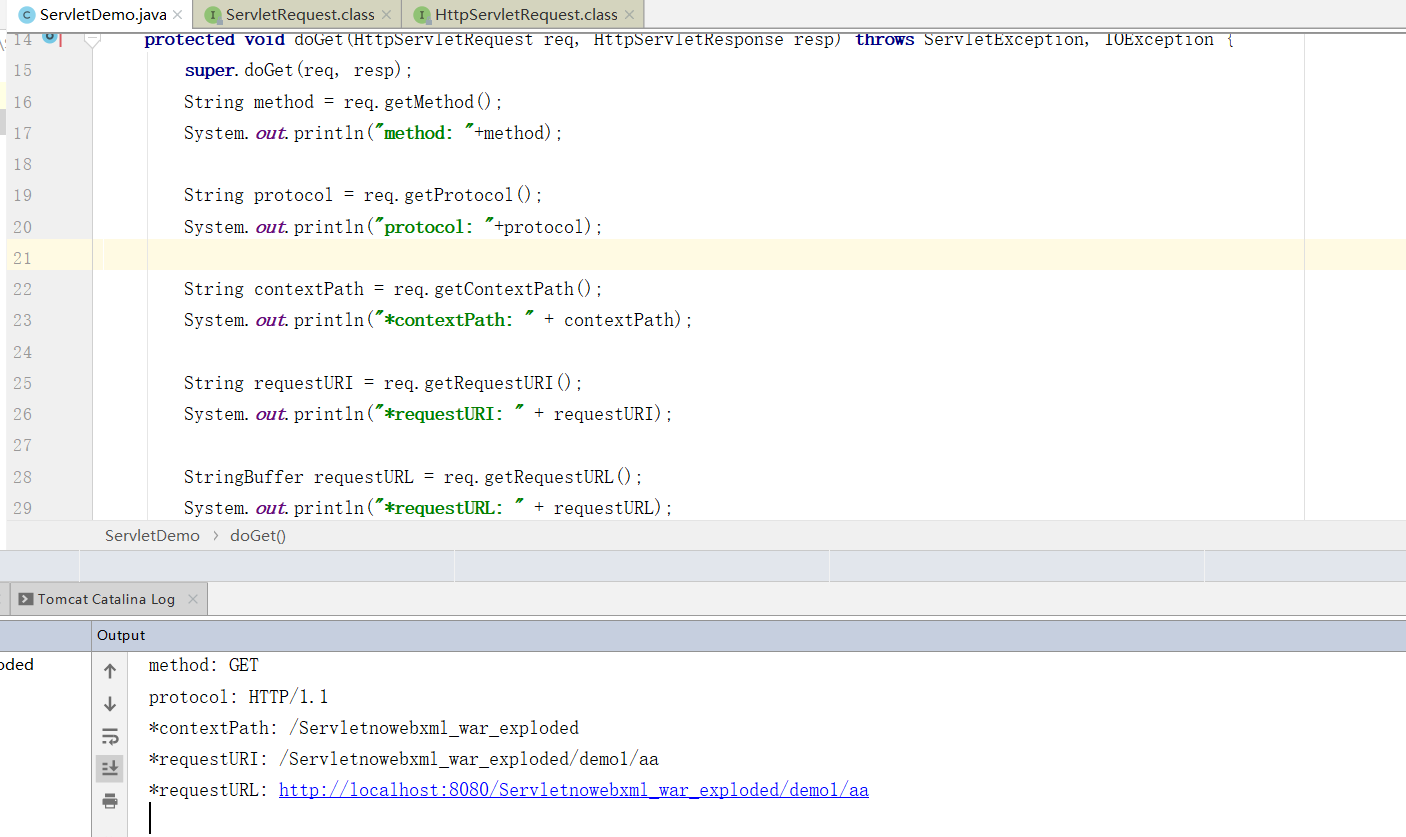 ServletDemo.java ServletRequest.class HttpServletRequest.class
14 protected void doGet(HttpServletRequest req, HttpServletResponse resp) throws ServletException, IOException {
15 super.doGet(req, resp);
16 String method = req.getMethod();
17 System.out.println("method: "+method);
18
19 String protocol = req.getProtocol();
20 System.out.println("protocol: "+protocol);
21
22 String contextPath = req.getContextPath();
23 System.out.println("*contextPath: " + contextPath);
24
25 String requestURI = req.getRequestURI();
26 System.out.println("*requestURI: " + requestURI);
27
28 StringBuffer requestURL = req.getRequestURL();
29 System.out.println("*requestURL: " + requestURL);
ServletDemo > doGet()
Tomcat Catalina Log
Output
oded
method: GET
protocol: HTTP/1.1
*contextPath: /Servletnowebxml_war_exploded
*requestURI: /Servletnowebxml_war_exploded/demo1/aa
*requestURL: http://localhost:8080/Servletnowebxml_war_exploded/demo1/aa